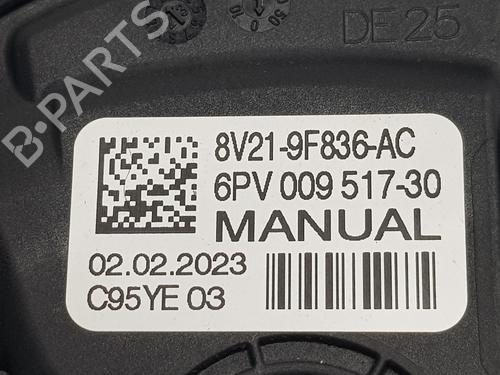 DE25
B-PARTS
8V21-9F836-AC
6PV 009 517-30
MANUAL
02.02.2023
C95YE 03